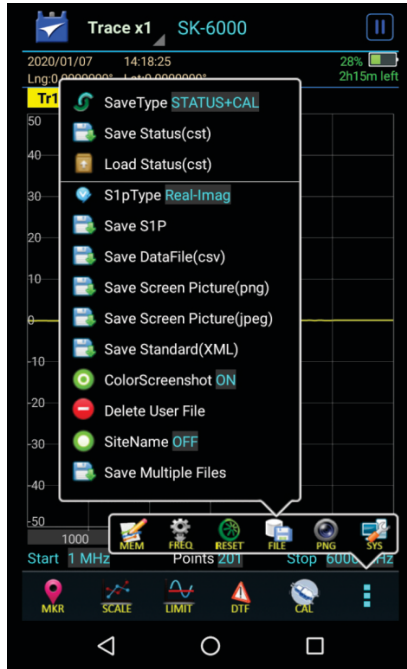 Trace x1 SK-6000
2020/01/07 14:18:25 28%
Lng:0.0000000° Lat:0.0000000° 2h15m left
Tr1
50
40
30
20
10
0
-10
-20
-30
-40
-50
SaveType STATUS+CAL
Save Status(cst)
Load Status(cst)
S1pType Real-Imag
Save S1P
Save DataFile(csv)
Save Screen Picture(png)
Save Screen Picture(jpeg)
Save Standard(XML)
ColorScreenshot ON
Delete User File
SiteName OFF
Save Multiple Files
1000
MEM FREQ RESET FILE PNG SYS
Start 1 MHz Points 201 Stop 6000 MHz
MKR SCALE LIMIT DTF CAL